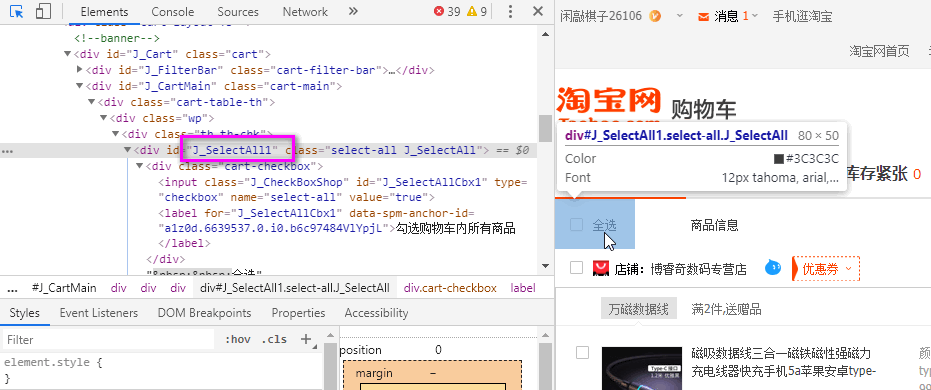 Elements Console Sources Network » 39 9
<!--banner-->
▼<div id="J_Cart" class="cart">
▶<div id="J_FilterBar" class="cart-filter-bar">…</div>
▼<div id="J_CartMain" class="cart-main">
▼<div class="cart-table-th">
▼<div class="wp">
▼<div class="th th-chk">
… ▼<div id="J_SelectAll1" class="select-all J_SelectAll"> == $0
▼<div class="cart-checkbox">
<input class="J_CheckBoxShop" id="J_SelectAllCbx1" type=
"checkbox" name="select-all" value="true">
<label for="J_SelectAllCbx1" data-spm-anchor-id=
"a1z0d.6639537.0.i0.b6c97484VlYpjL">勾选购物车内所有商品
</label>
</div>
"&nbsp;&nbsp;全选"
… #J_CartMain div div div div#J_SelectAll1.select-all.J_SelectAll div.cart-checkbox label
Styles Event Listeners DOM Breakpoints Properties Accessibility
Filter :hov .cls +
element.style {
}
position 0
margin –
闲敲棋子26106 消息 1 手机逛淘宝
淘宝网首页
淘宝网 购物车
Taobao.com
div#J_SelectAll1.select-all.J_SelectAll 80 × 50
Color #3C3C3C
Font 12px tahoma, arial,…
库存紧张 0
全选 商品信息
店铺：博睿奇数码专营店 优惠券
万磁数据线 满2件,送赠品
Type-C 接口
磁吸数据线三合一磁铁磁性强磁力
充电线器快充手机5a苹果安卓type-
颜
typ